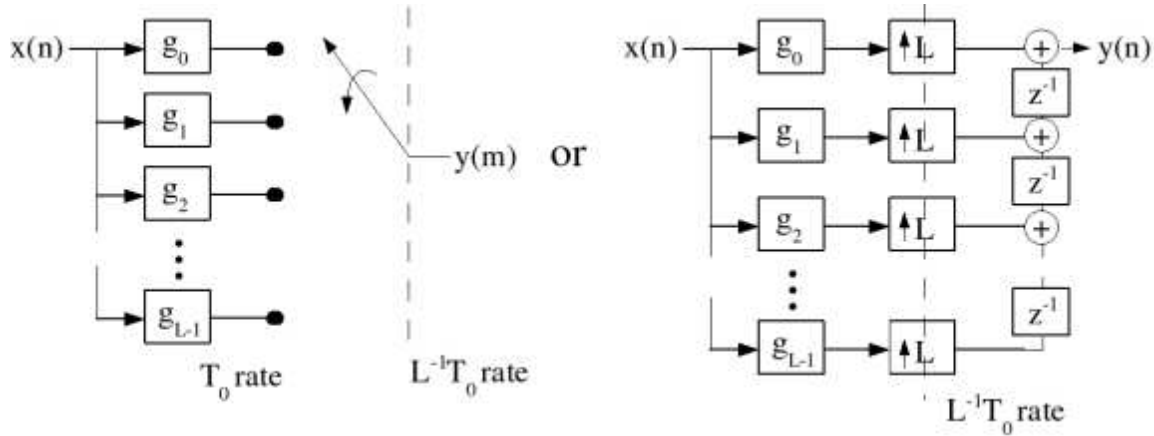 x(n)
g0
g1
g2
gL-1
T0 rate
y(m)
L-1T0 rate
or
x(n)
g0
↑L
+
y(n)
z-1
g1
↑L
+
z-1
g2
↑L
+
z-1
gL-1
↑L
L-1T0 rate